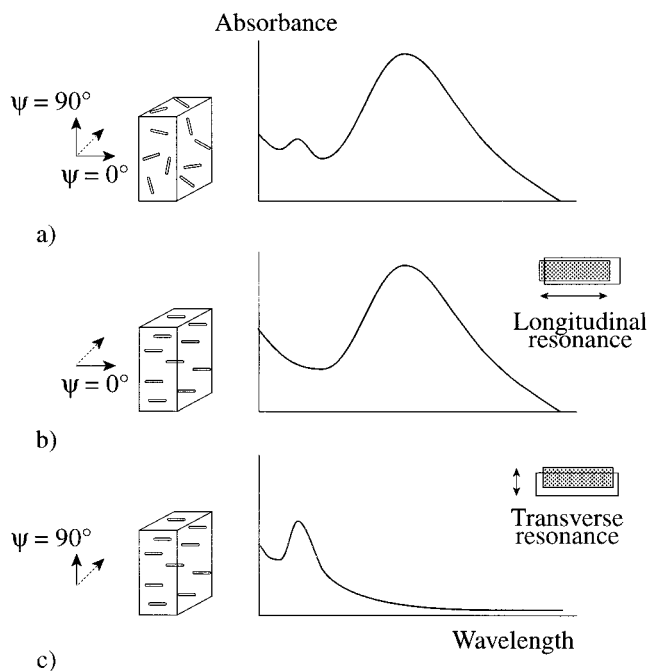 Absorbance
ψ = 90°
ψ = 0°
a)
ψ = 0°
Longitudinal
resonance
b)
ψ = 90°
Transverse
resonance
Wavelength
c)